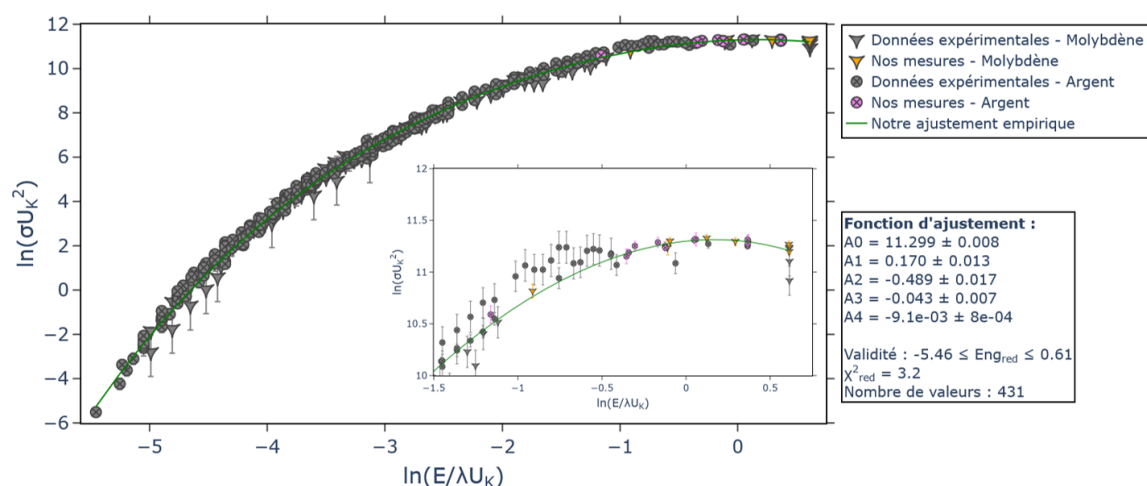 12
10
8
6
4
2
0
−2
−4
−6
ln(σU_K²)
−5
−4
−3
−2
−1
0
ln(E/λU_K)
12
11.5
11
10.5
10
ln(σU_K²)
−1.5
−1
−0.5
0
0.5
ln(E/λU_K)
Données expérimentales - Molybdène
Nos mesures - Molybdène
Données expérimentales - Argent
Nos mesures - Argent
Notre ajustement empirique
Fonction d'ajustement :
A0 = 11.299 ± 0.008
A1 = 0.170 ± 0.013
A2 = -0.489 ± 0.017
A3 = -0.043 ± 0.007
A4 = -9.1e-03 ± 8e-04
Validité : -5.46 ≤ Eng_red ≤ 0.61
χ²_red = 3.2
Nombre de valeurs : 431